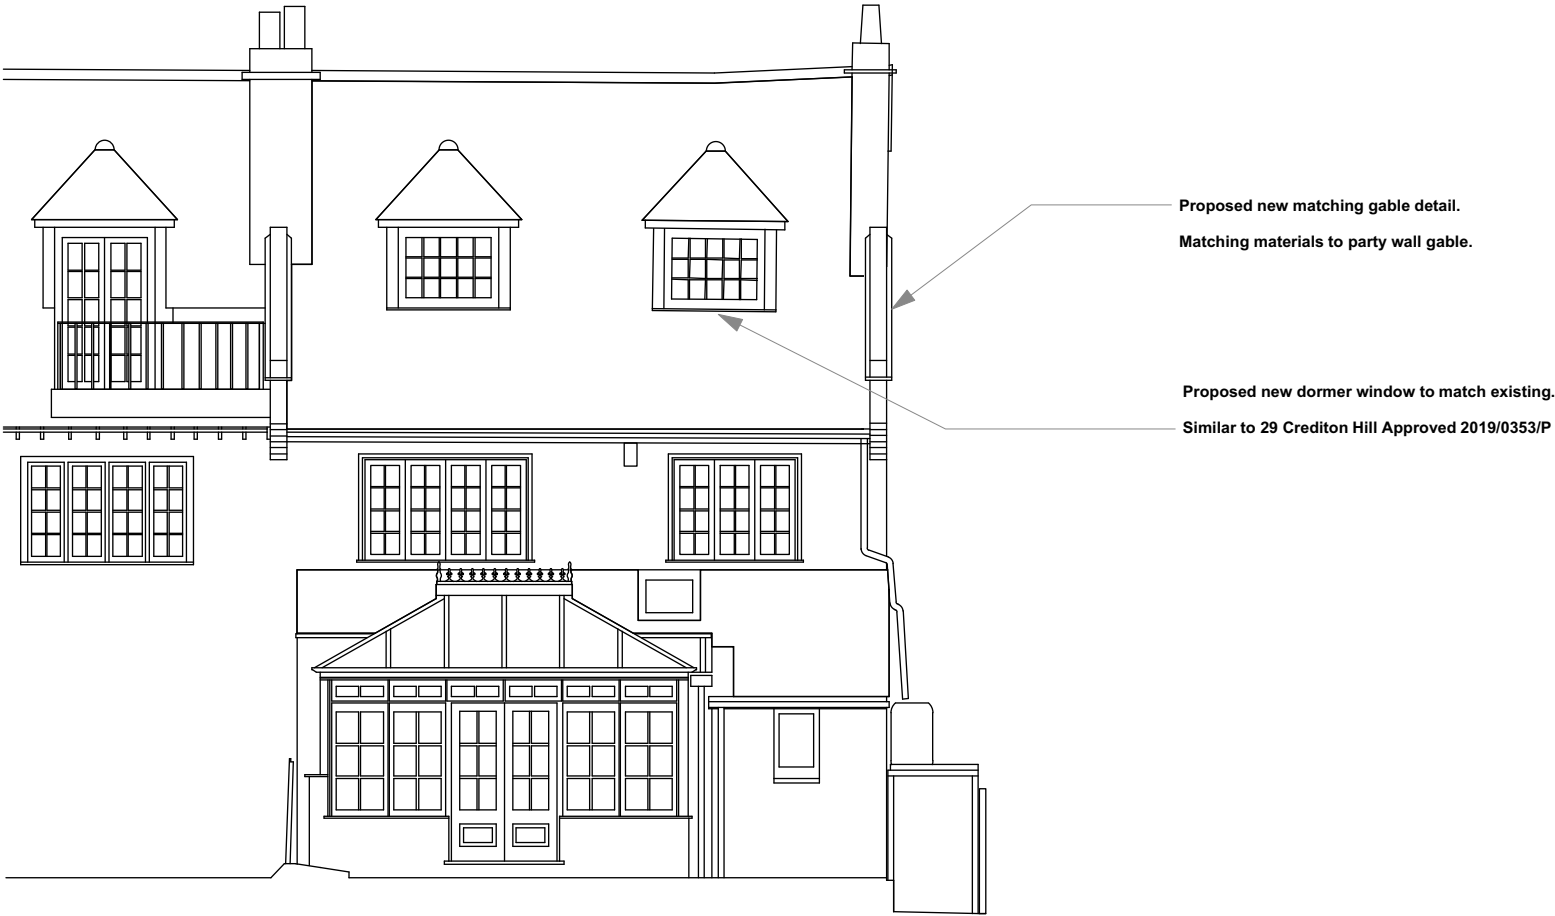 Proposed new matching gable detail.
Matching materials to party wall gable.
Proposed new dormer window to match existing.
Similar to 29 Crediton Hill Approved 2019/0353/P